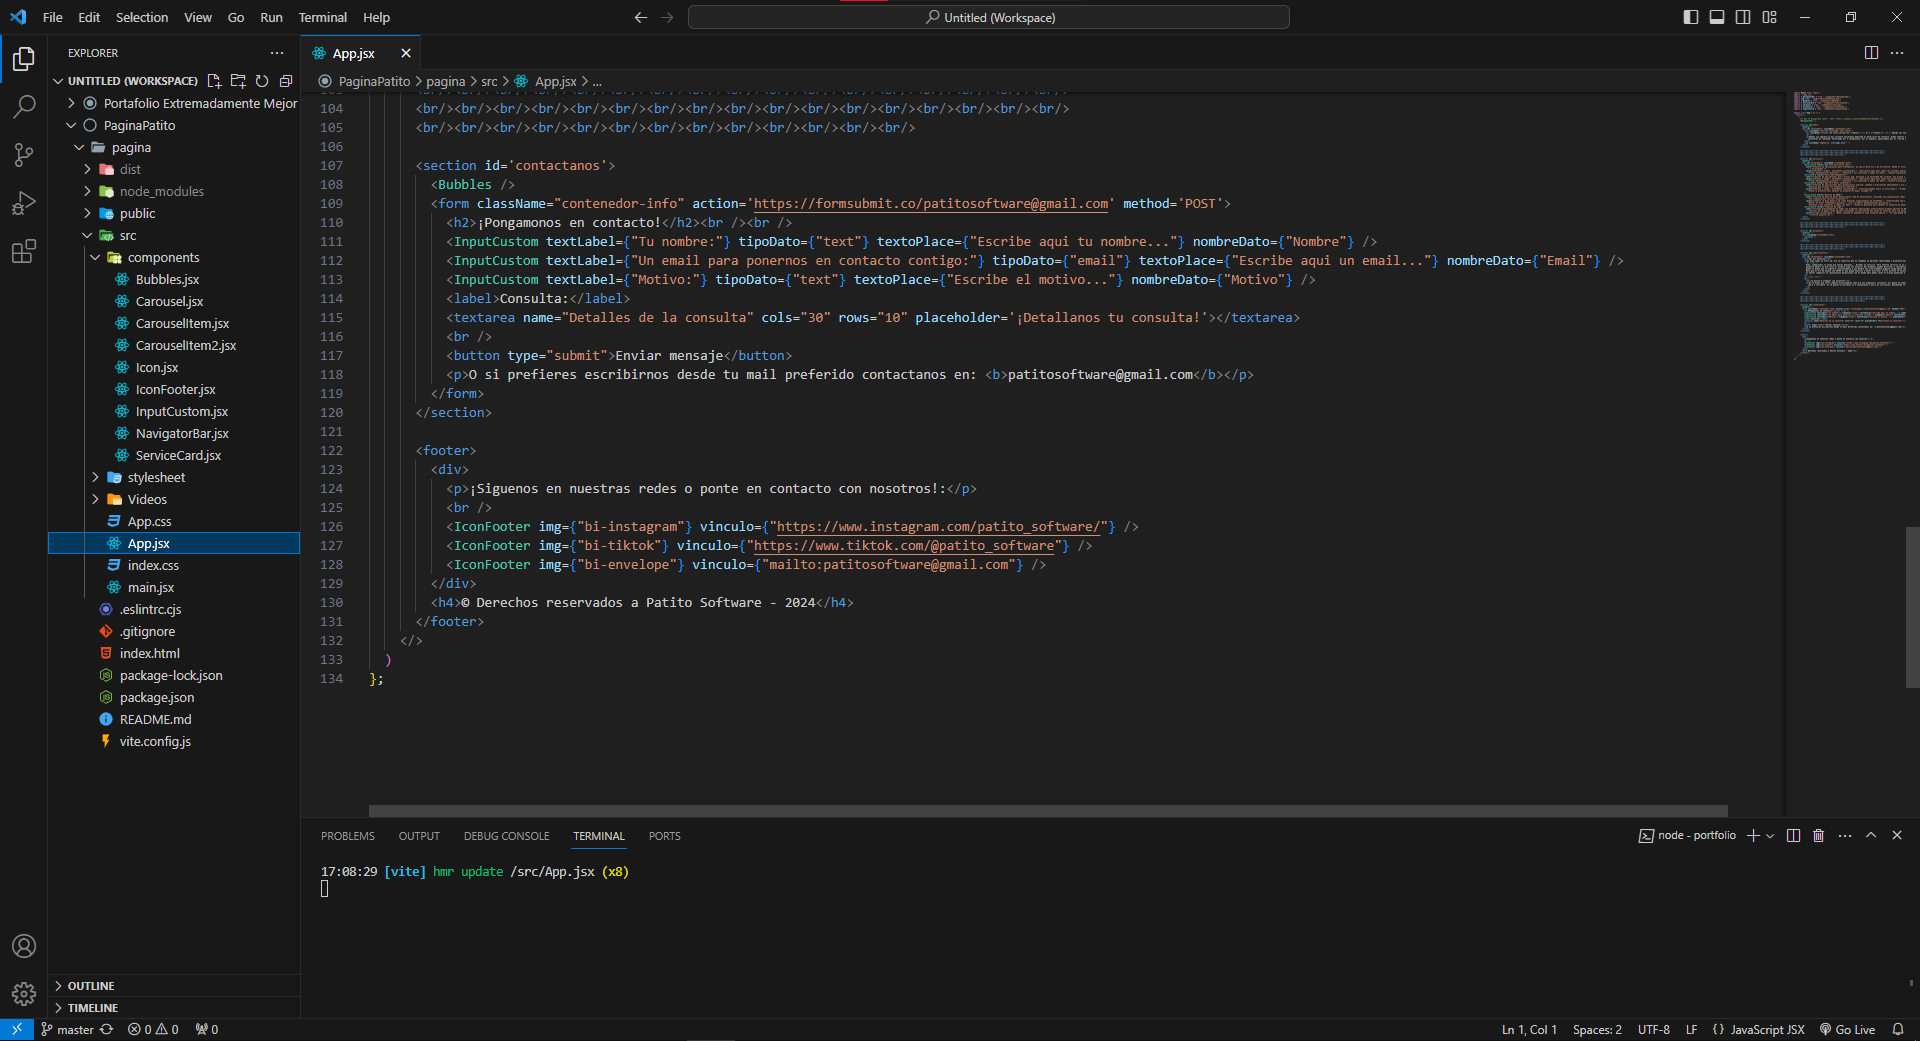 File Edit Selection View Go Run Terminal Help
Untitled (Workspace)
EXPLORER
UNTITLED (WORKSPACE)
Portafolio Extremadamente Mejor
PaginaPatito
pagina
dist
node_modules
public
src
components
Bubbles.jsx
Carousel.jsx
CarouselItem.jsx
CarouselItem2.jsx
Icon.jsx
IconFooter.jsx
InputCustom.jsx
NavigatorBar.jsx
ServiceCard.jsx
stylesheet
Videos
App.css
App.jsx
index.css
main.jsx
.eslintrc.cjs
.gitignore
index.html
package-lock.json
package.json
README.md
vite.config.js
OUTLINE
TIMELINE
App.jsx
PaginaPatito > pagina > src > App.jsx > ...
104 <br/><br/><br/><br/><br/><br/><br/><br/><br/><br/><br/><br/><br/><br/><br/><br/><br/>
105 <br/><br/><br/><br/><br/><br/><br/><br/><br/><br/><br/><br/><br/>
106
107 <section id='contactanos'>
108 <Bubbles />
109 <form className="contenedor-info" action='https://formsubmit.co/patitosoftware@gmail.com' method='POST'>
110 <h2>¡Pongamonos en contacto!</h2><br /><br />
111 <InputCustom textLabel={"Tu nombre:"} tipoDato={"text"} textoPlace={"Escribe aqui tu nombre..."} nombreDato={"Nombre"} />
112 <InputCustom textLabel={"Un email para ponernos en contacto contigo:"} tipoDato={"email"} textoPlace={"Escribe aqui un email..."} nombreDato={"Email"} />
113 <InputCustom textLabel={"Motivo:"} tipoDato={"text"} textoPlace={"Escribe el motivo..."} nombreDato={"Motivo"} />
114 <label>Consulta:</label>
115 <textarea name="Detalles de la consulta" cols="30" rows="10" placeholder='¡Detallanos tu consulta!'></textarea>
116 <br />
117 <button type="submit">Enviar mensaje</button>
118 <p>O si prefieres escribirnos desde tu mail preferido contactanos en: <b>patitosoftware@gmail.com</b></p>
119 </form>
120 </section>
121
122 <footer>
123 <div>
124 <p>¡Siguenos en nuestras redes o ponte en contacto con nosotros!:</p>
125 <br />
126 <IconFooter img={"bi-instagram"} vinculo={"https://www.instagram.com/patito_software/"} />
127 <IconFooter img={"bi-tiktok"} vinculo={"https://www.tiktok.com/@patito_software"} />
128 <IconFooter img={"bi-envelope"} vinculo={"mailto:patitosoftware@gmail.com"} />
129 </div>
130 <h4>© Derechos reservados a Patito Software - 2024</h4>
131 </footer>
132 </>
133 )
134 };
PROBLEMS OUTPUT DEBUG CONSOLE TERMINAL PORTS
node - portfolio
17:08:29 [vite] hmr update /src/App.jsx (x8)
master 0 0 0
Ln 1, Col 1 Spaces: 2 UTF-8 LF {} JavaScript JSX Go Live